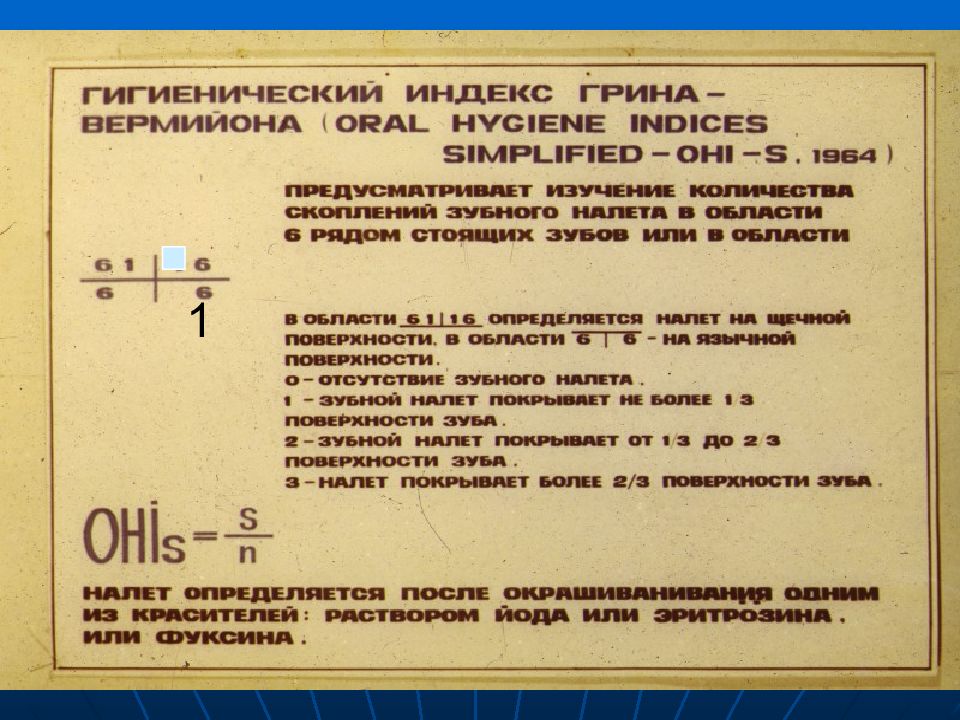 ГИГИЕНИЧЕСКИЙ ИНДЕКС ГРИНА –
ВЕРМИЙОНА (ORAL HYGIENE INDICES
SIMPLIFIED – OHI – S, 1964)
ПРЕДУСМАТРИВАЕТ ИЗУЧЕНИЕ КОЛИЧЕСТВА
СКОПЛЕНИЙ ЗУБНОГО НАЛЕТА В ОБЛАСТИ
6 РЯДОМ СТОЯЩИХ ЗУБОВ ИЛИ В ОБЛАСТИ
6 1 | 6
6 | 6
1
В ОБЛАСТИ 6 1 | 1 6 ОПРЕДЕЛЯЕТСЯ НАЛЕТ НА ЩЕЧНОЙ
ПОВЕРХНОСТИ, В ОБЛАСТИ 6 | 6 – НА ЯЗЫЧНОЙ
ПОВЕРХНОСТИ.
0 – ОТСУТСТВИЕ ЗУБНОГО НАЛЕТА.
1 – ЗУБНОЙ НАЛЕТ ПОКРЫВАЕТ НЕ БОЛЕЕ 1 3
ПОВЕРХНОСТИ ЗУБА.
2 – ЗУБНОЙ НАЛЕТ ПОКРЫВАЕТ ОТ 1/3 ДО 2/3
ПОВЕРХНОСТИ ЗУБА.
3 – НАЛЕТ ПОКРЫВАЕТ БОЛЕЕ 2/3 ПОВЕРХНОСТИ ЗУБА.
OHis = s/n
НАЛЕТ ОПРЕДЕЛЯЕТСЯ ПОСЛЕ ОКРАШИВАНИВАНИЯ ОДНИМ
ИЗ КРАСИТЕЛЕЙ: РАСТВОРОМ ЙОДА ИЛИ ЭРИТРОЗИНА,
ИЛИ ФУКСИНА.